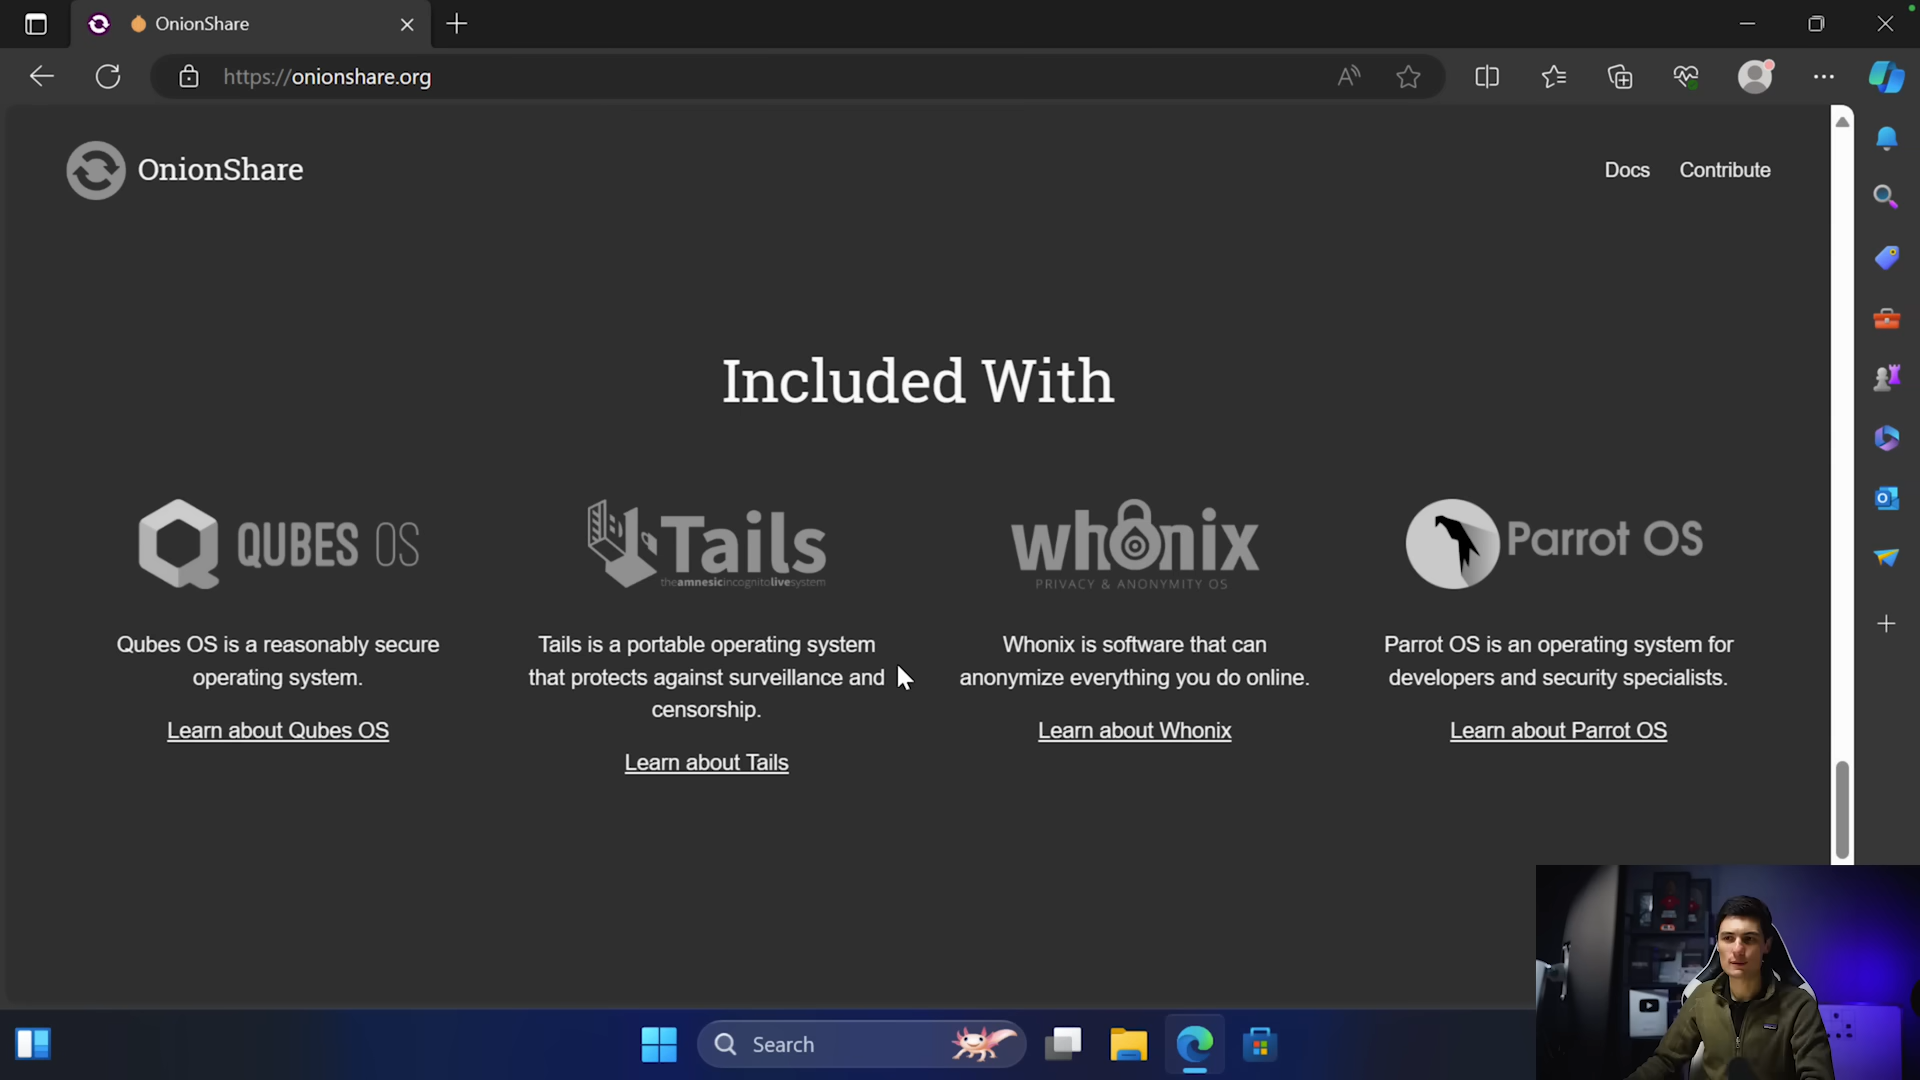 OnionShare
https://onionshare.org
OnionShare
Docs
Contribute
Included With
QUBES OS
Tails
theamnesicincognitolivesystem
whonix
PRIVACY & ANONYMITY OS
Parrot OS
Qubes OS is a reasonably secure
operating system.
Learn about Qubes OS
Tails is a portable operating system
that protects against surveillance and
censorship.
Learn about Tails
Whonix is software that can
anonymize everything you do online.
Learn about Whonix
Parrot OS is an operating system for
developers and security specialists.
Learn about Parrot OS
Search